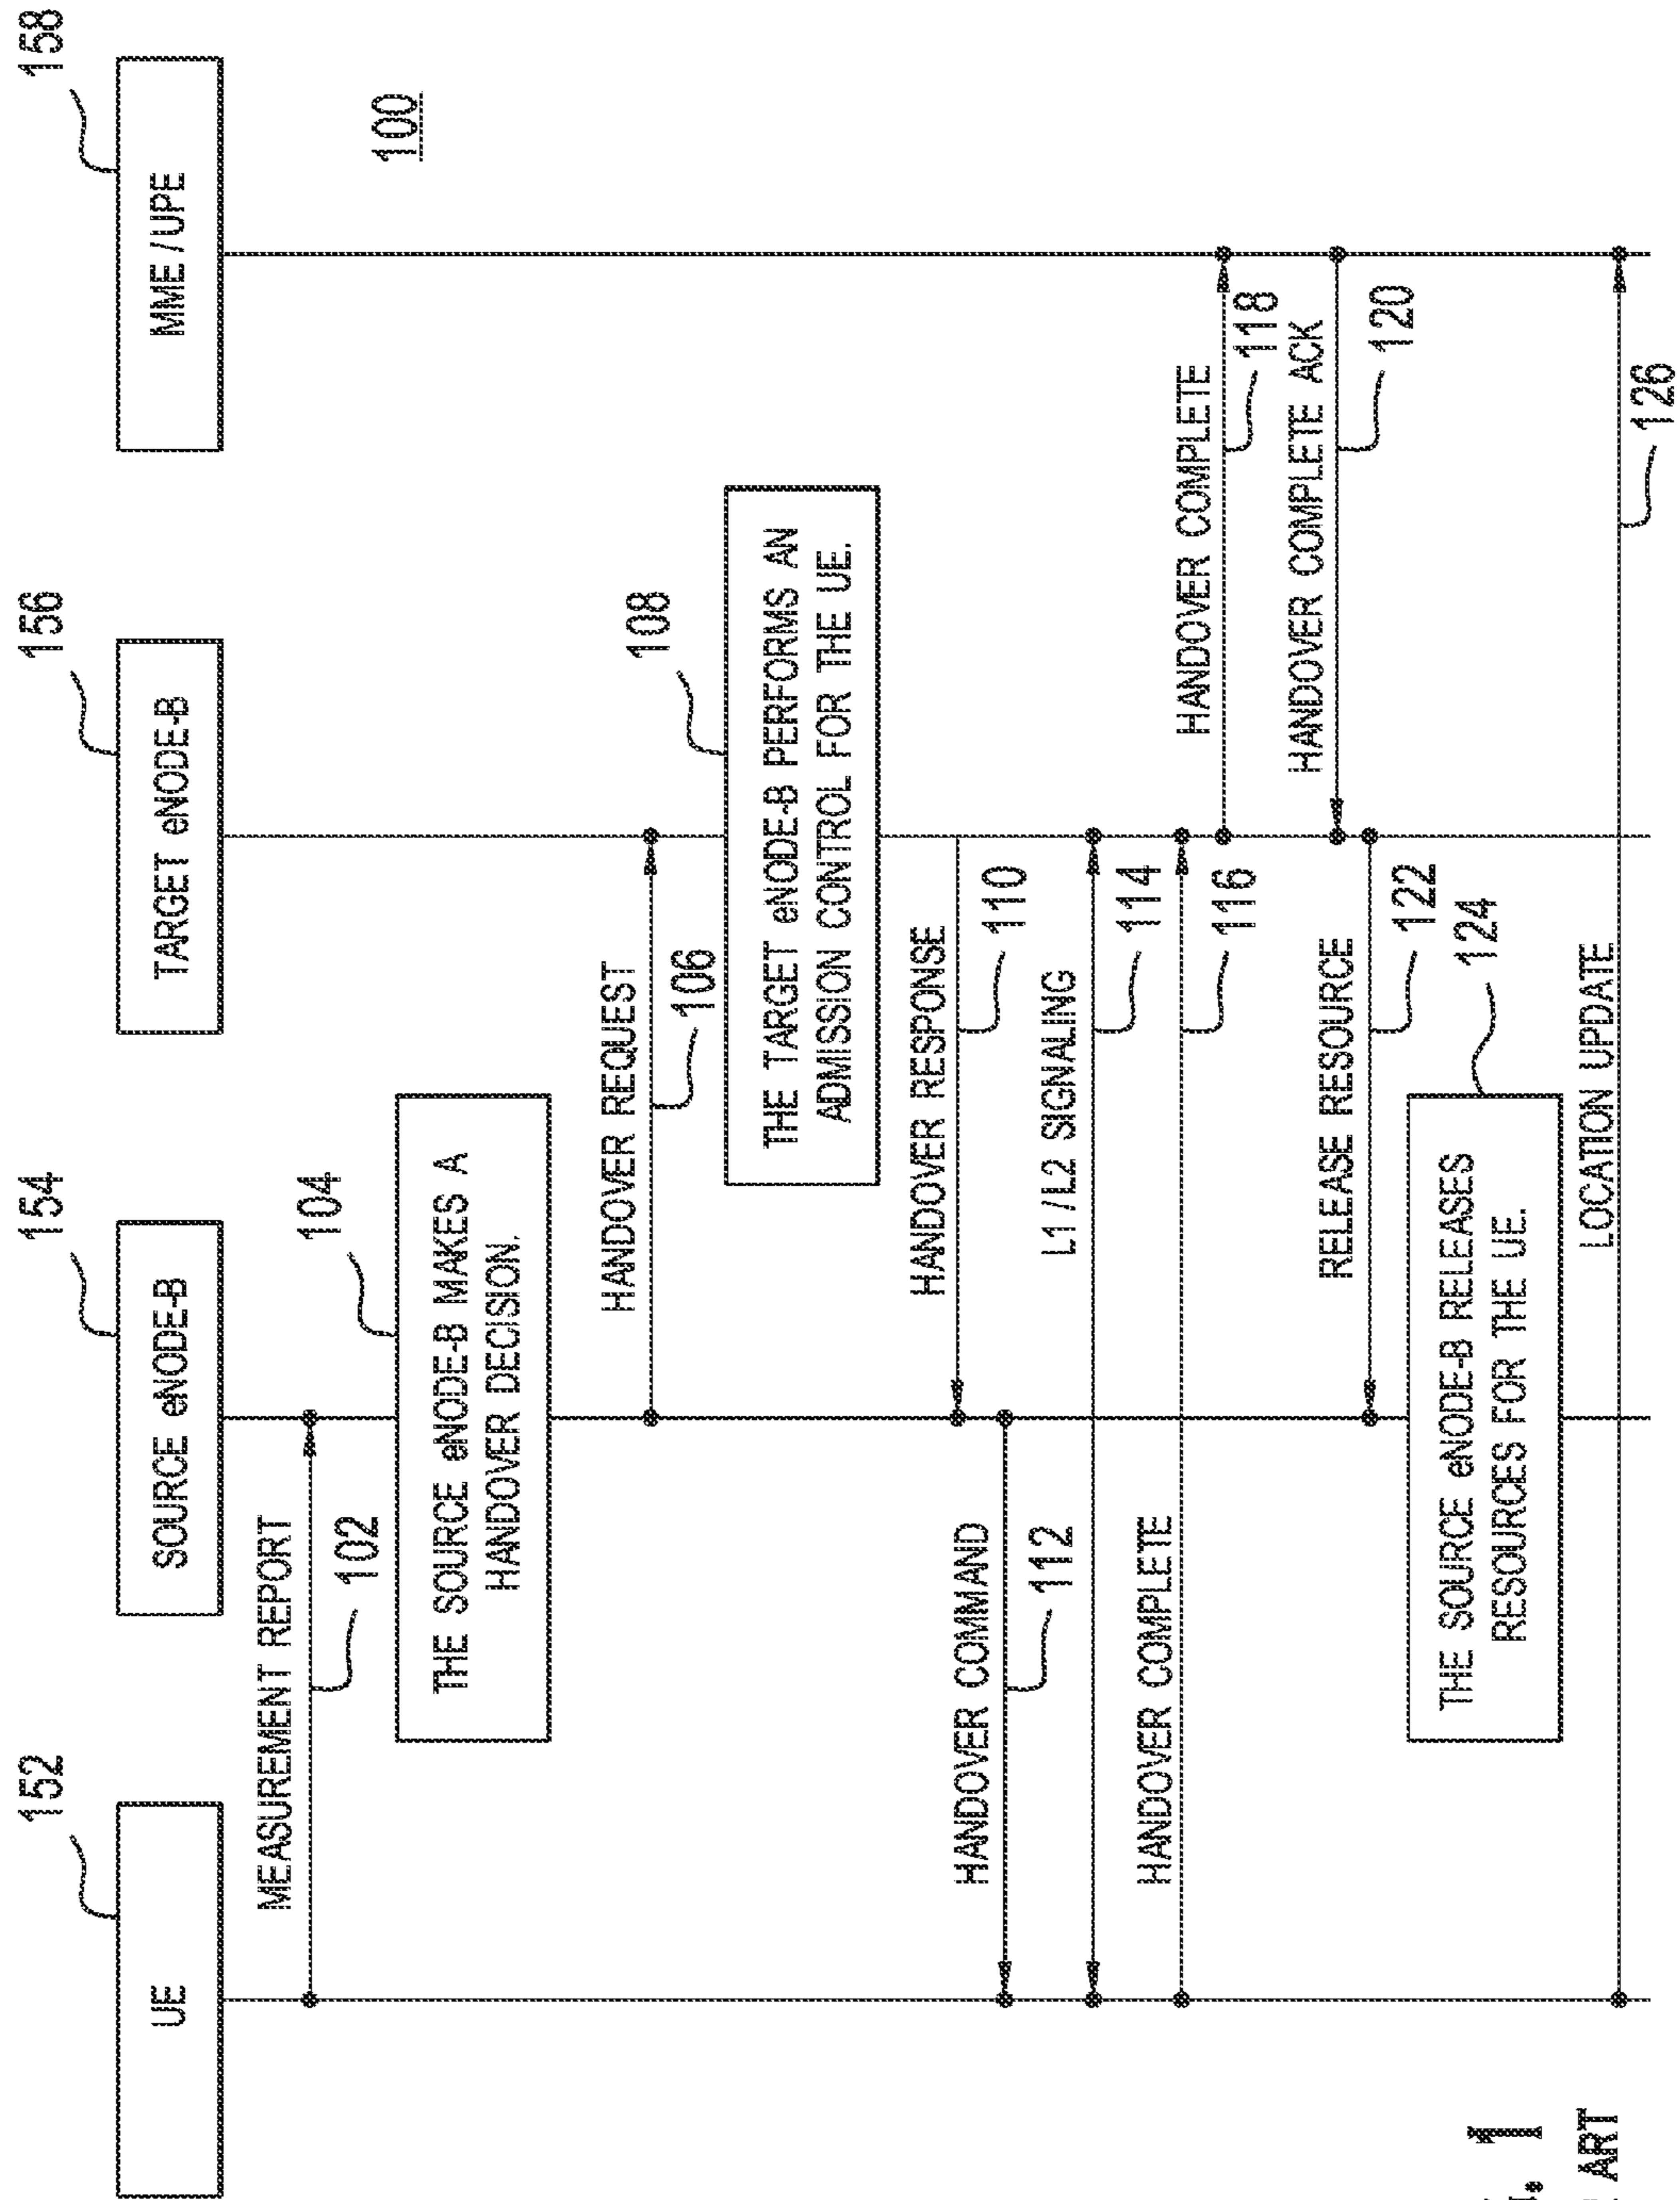 152
154
156
158
UE
SOURCE eNODE-B
TARGET eNODE-B
MME/UPE
MEASUREMENT REPORT
102
100
104
THE SOURCE eNODE-B MAKES A
HANDOVER DECISION.
HANDOVER REQUEST
106
108
THE TARGET eNODE-B PERFORMS AN
ADMISSION CONTROL FOR THE UE.
HANDOVER RESPONSE
110
HANDOVER COMMAND
112
L1/L2 SIGNALING
114
HANDOVER COMPLETE
116
HANDOVER COMPLETE
118
HANDOVER COMPLETE ACK
120
RELEASE RESOURCE
122
124
THE SOURCE eNODE-B RELEASES
RESOURCES FOR THE UE.
LOCATION UPDATE
126
1
ART